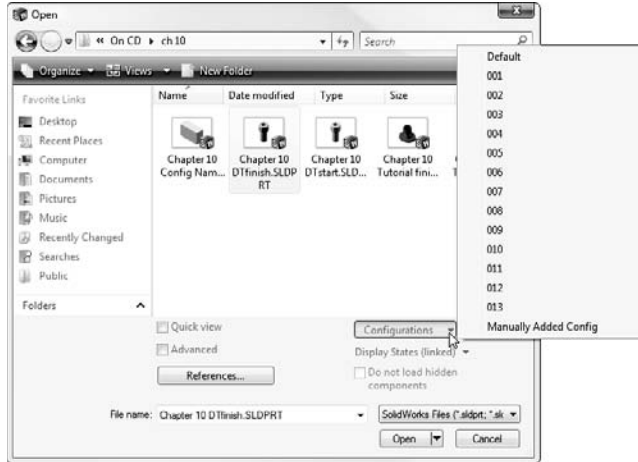 Open
« On CD ▸ ch10
Search
Organize Views New Folder
Favorite Links
Desktop
Recent Places
Computer
Documents
Pictures
Music
Recently Changed
Searches
Public
Folders
Name Date modified Type Size
Chapter 10 Config Nam...
Chapter 10 DTfinish.SLDP RT
Chapter 10 DTstart.SLD...
Chapter 10 Tutorial fini...
Quick view
Advanced
References...
Configurations
Display States (linked)
Do not load hidden
components
File name: Chapter 10 DTfinish.SLDPRT
SolidWorks Files (*.sldprt; *.sk
Open Cancel
Default
001
002
003
004
005
006
007
008
009
010
011
012
013
Manually Added Config